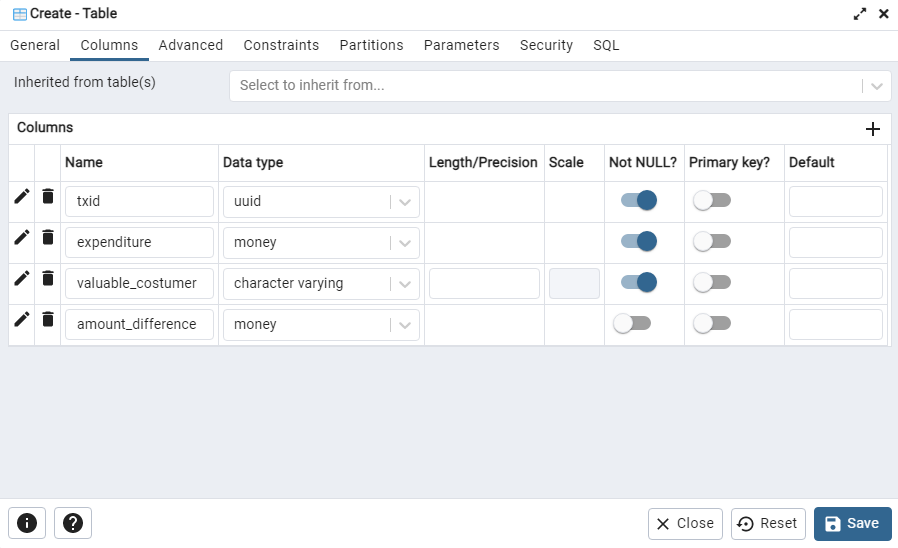 Create - Table
General Columns Advanced Constraints Partitions Parameters Security SQL
Inherited from table(s) Select to inherit from...
Columns
Name Data type Length/Precision Scale Not NULL? Primary key? Default
txid uuid
expenditure money
valuable_costumer character varying
amount_difference money
Close Reset Save